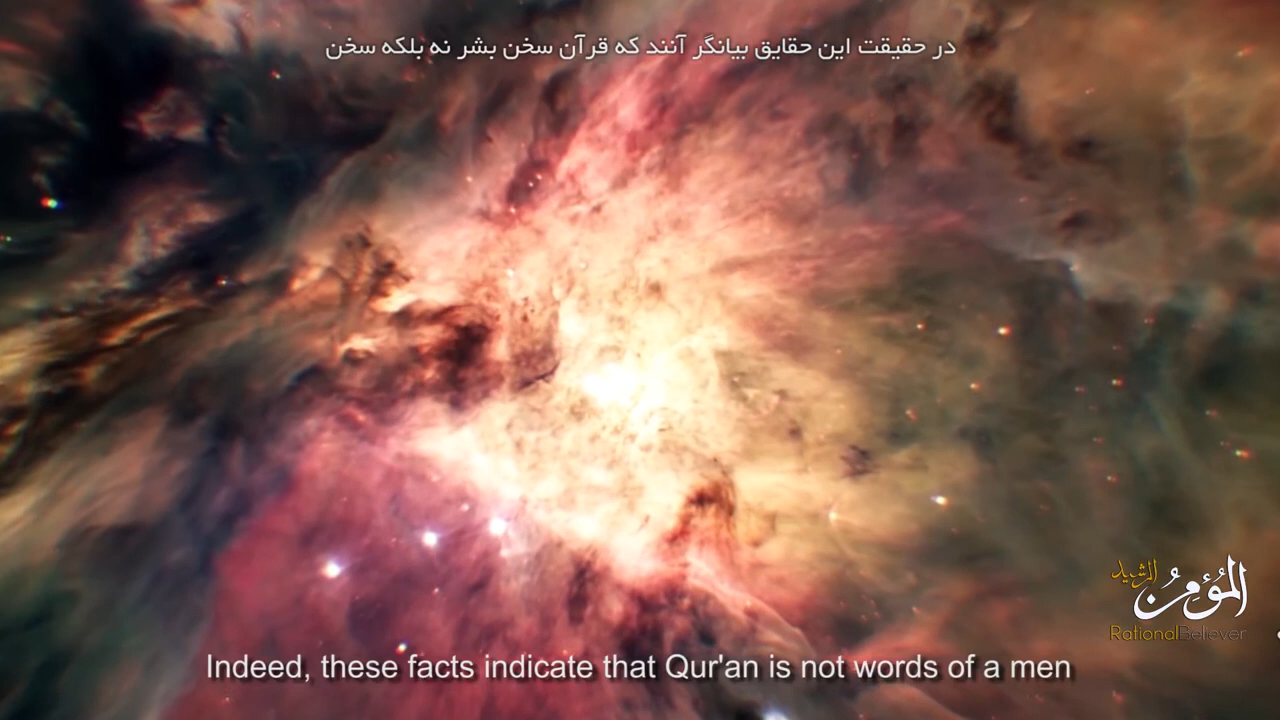 در حقیقت این حقایق بیانگر آنند که قرآن سخن بشر نه بلکه سخن
المؤمن الرشيد
RationalBeliever
Indeed, these facts indicate that Qur'an is not words of a men